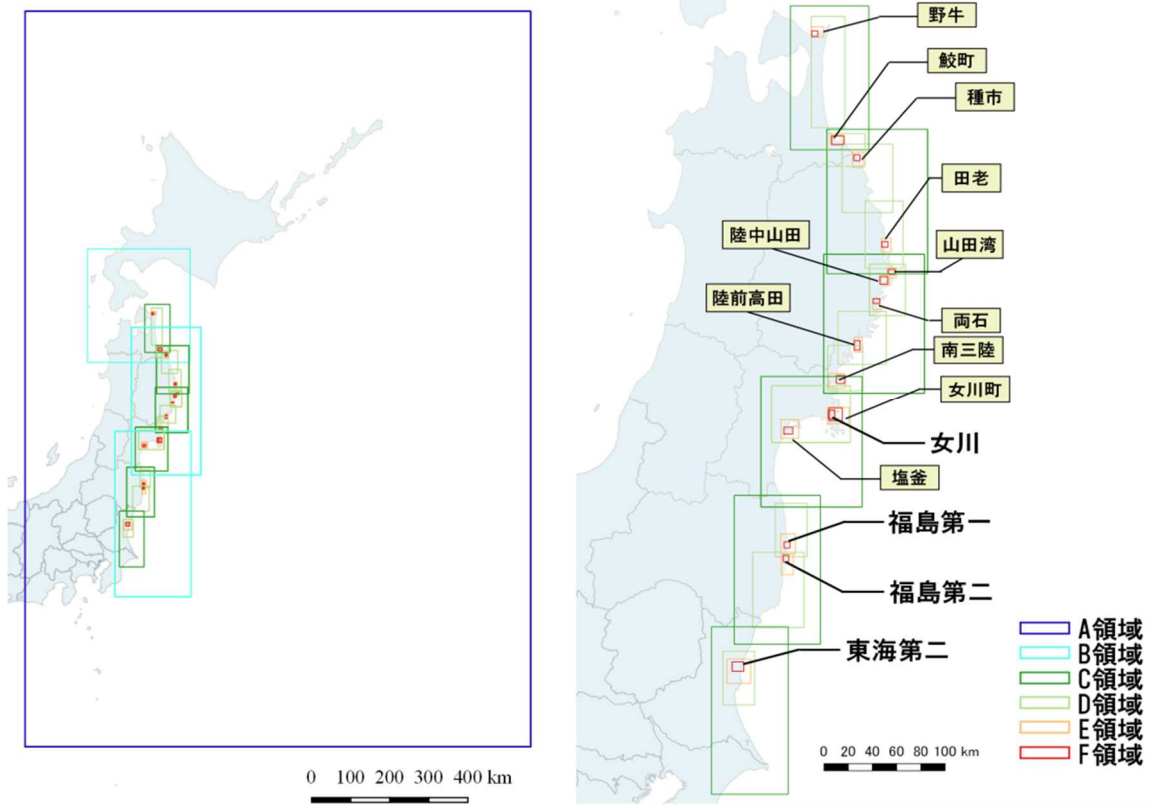 野牛
鮫町
種市
田老
陸中山田
山田湾
陸前高田
両石
南三陸
女川町
女川
塩釜
福島第一
福島第二
東海第二
A領域
B領域
C領域
D領域
E領域
F領域
0 20 40 60 80 100 km
0 100 200 300 400 km